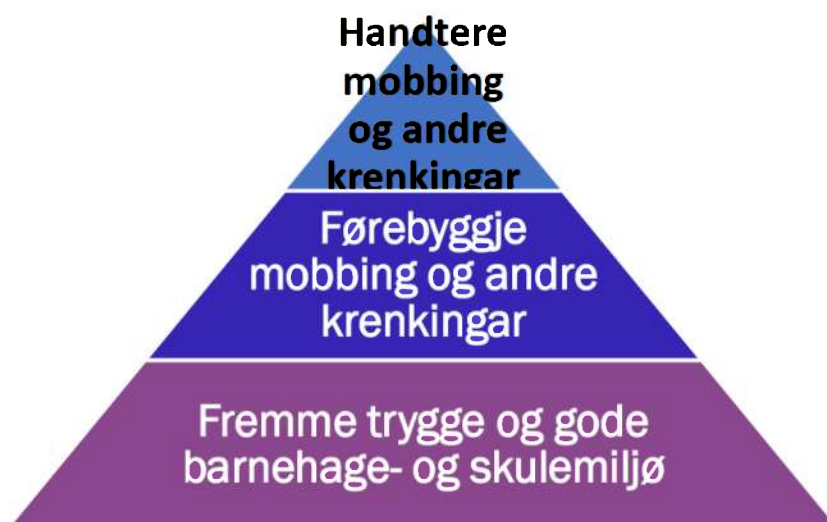 Handtere
mobbing
og andre
krenkingar
Førebyggje
mobbing og andre
krenkingar
Fremme trygge og gode
barnehage- og skulemiljø